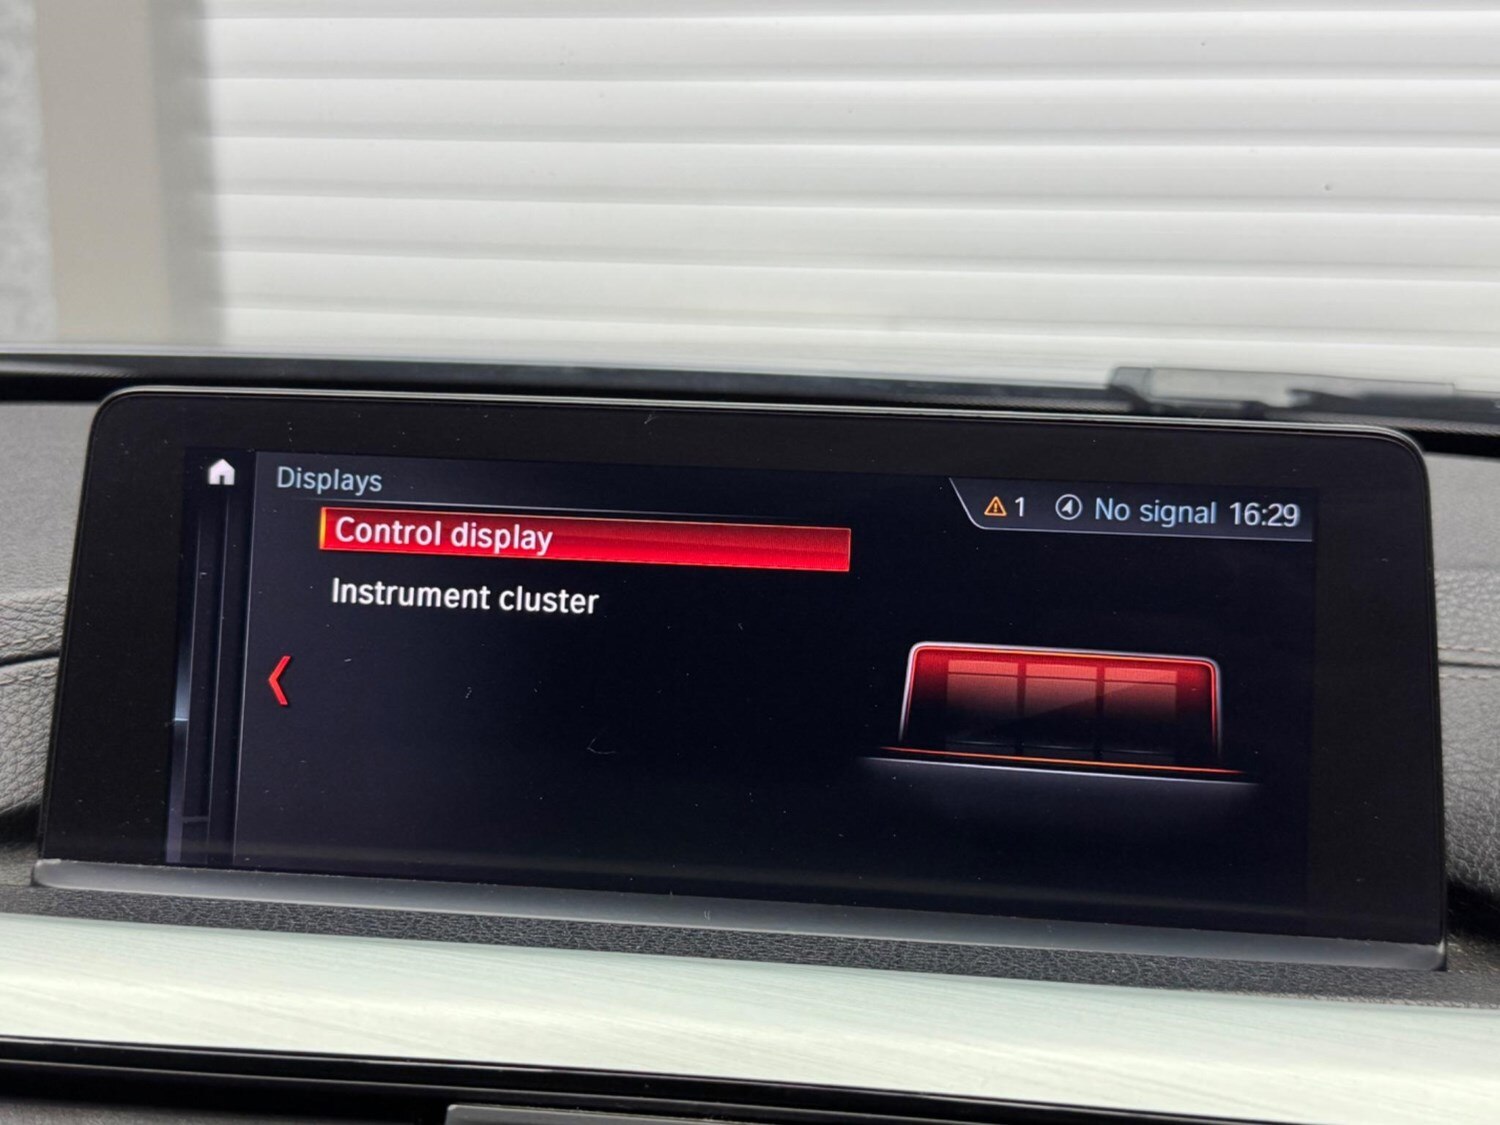 Displays
1 No signal 16:29
Control display
Instrument cluster